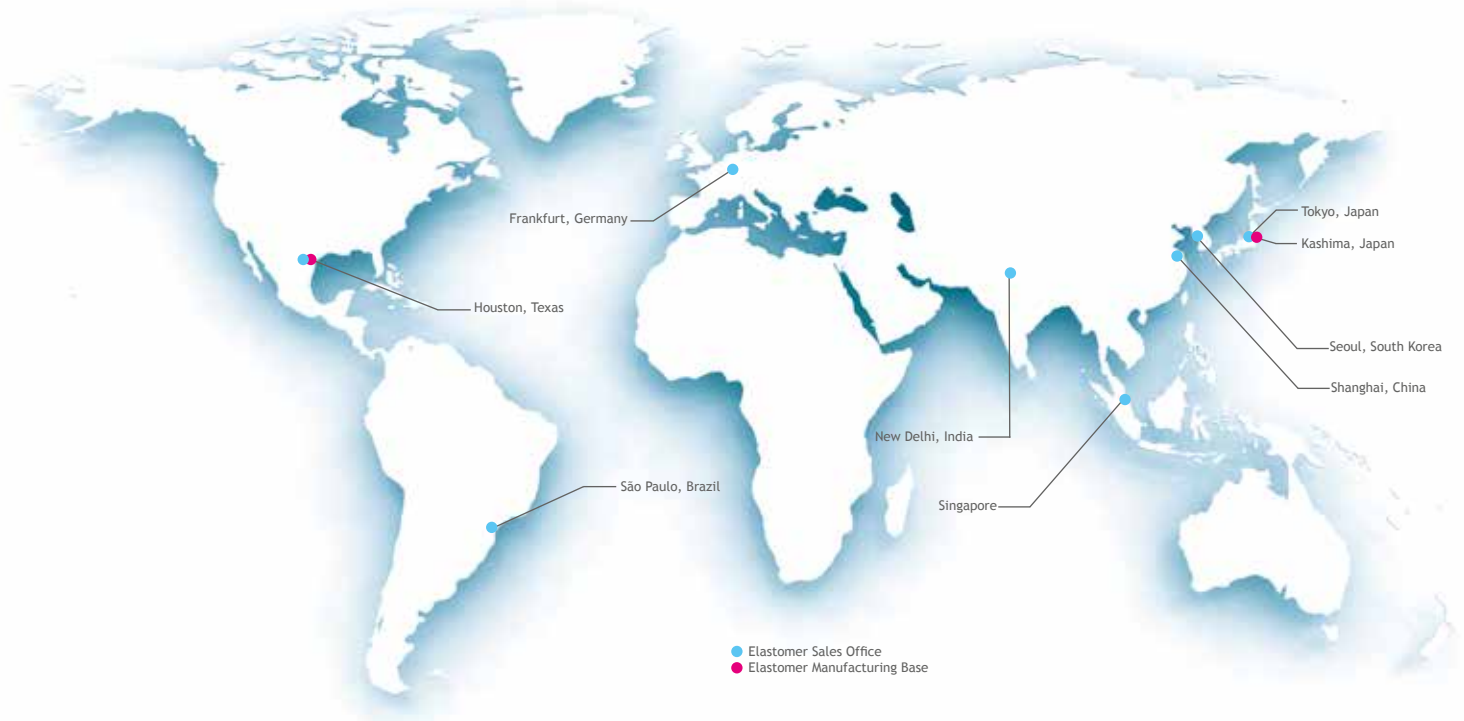 Tokyo, Japan
Frankfurt, Germany
Kashima, Japan
Houston, Texas
Seoul, South Korea
Shanghai, China
New Delhi, India
São Paulo, Brazil
Singapore
Elastomer Sales Office
Elastomer Manufacturing Base